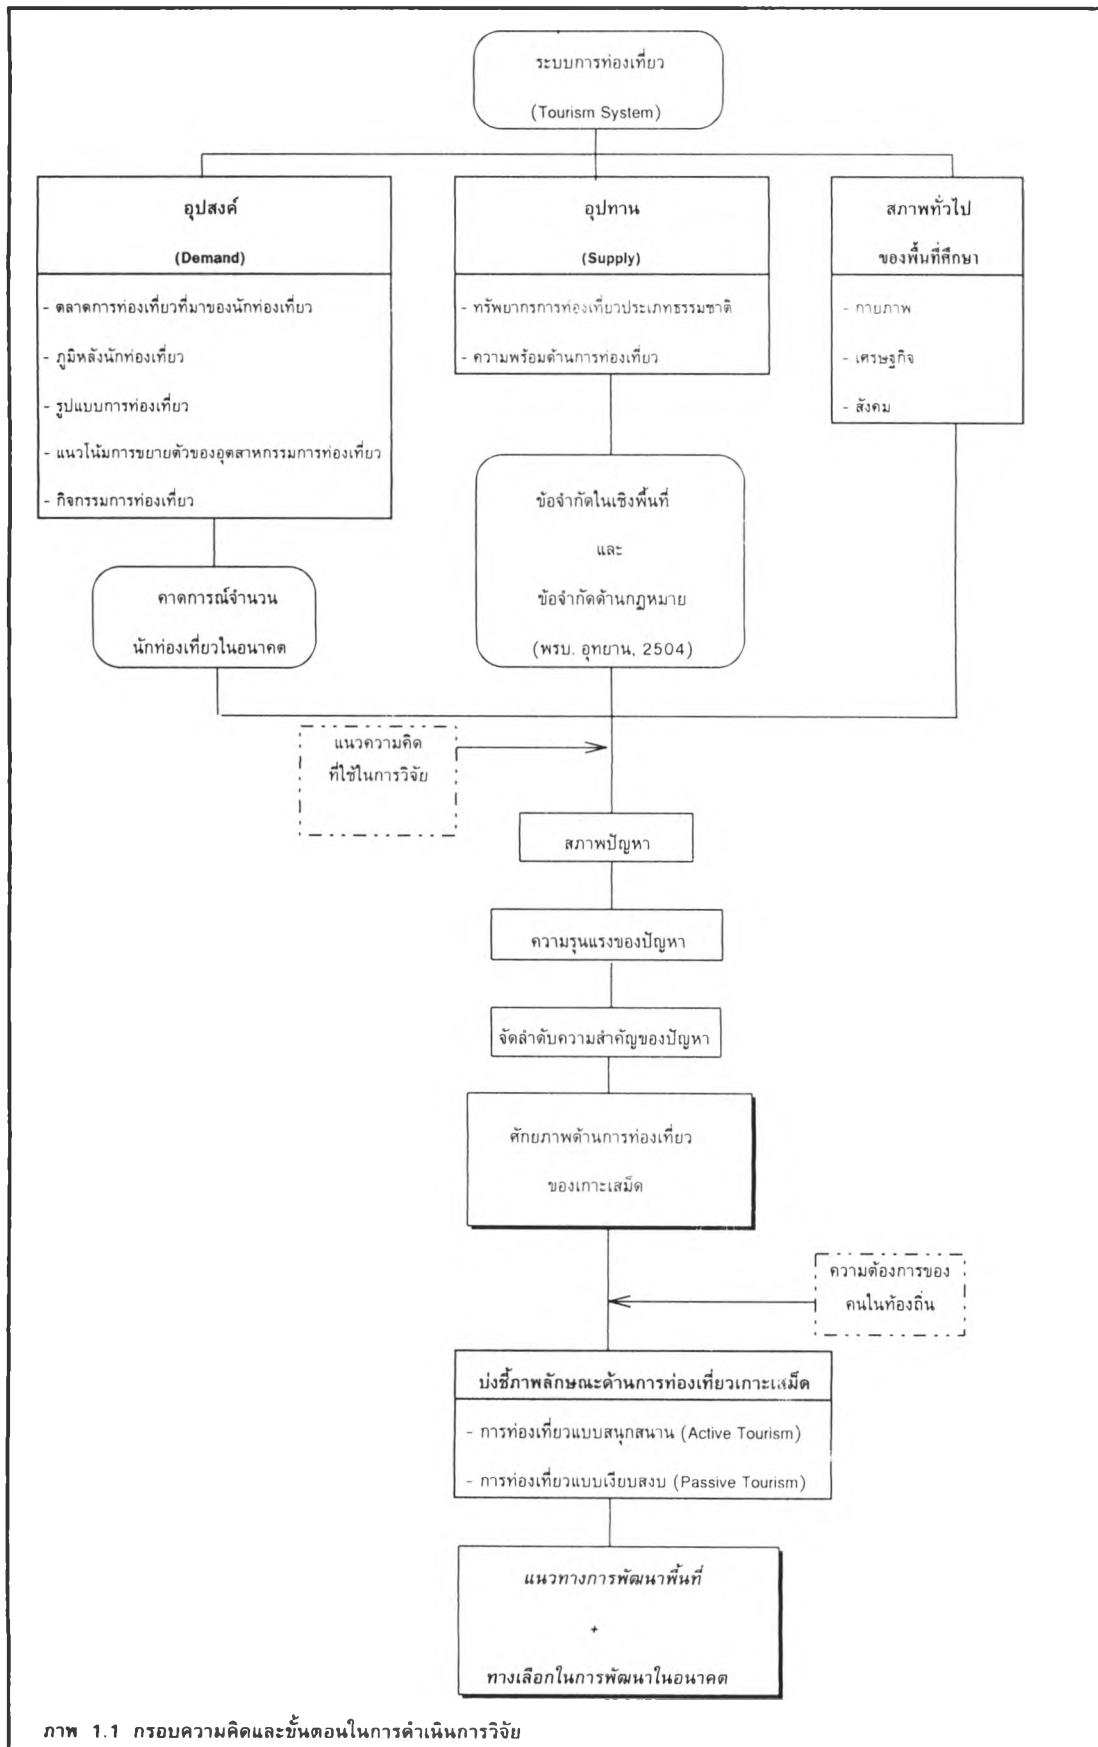 ระบบการท่องเที่ยว
(Tourism System)
อุปสงค์
(Demand)
- ตลาดการท่องเที่ยวที่มาของนักท่องเที่ยว
- ภูมิหลังนักท่องเที่ยว
- รูปแบบการท่องเที่ยว
- แนวโน้มการขยายตัวของอุตสาหกรรมการท่องเที่ยว
- กิจกรรมการท่องเที่ยว
อุปทาน
(Supply)
- ทรัพยากรการท่องเที่ยวประเภทธรรมชาติ
- ความพร้อมด้านการท่องเที่ยว
สภาพทั่วไป
ของพื้นที่ศึกษา
- กายภาพ
- เศรษฐกิจ
- สังคม
คาดการณ์จำนวน
นักท่องเที่ยวในอนาคต
ข้อจำกัดในเชิงพื้นที่
และ
ข้อจำกัดด้านกฎหมาย
(พรบ. อุทยาน, 2504)
แนวความคิด
ที่ใช้ในการวิจัย
สภาพปัญหา
ความรุนแรงของปัญหา
จัดลำดับความสำคัญของปัญหา
ศักยภาพด้านการท่องเที่ยว
ของเกาะเสม็ด
ความต้องการของ
คนในท้องถิ่น
บ่งชี้ภาพลักษณะด้านการท่องเที่ยวเกาะเสม็ด
- การท่องเที่ยวแบบสนุกสนาน (Active Tourism)
- การท่องเที่ยวแบบเงียบสงบ (Passive Tourism)
แนวทางการพัฒนาพื้นที่
+
ทางเลือกในการพัฒนาในอนาคต
ภาพ 1.1 กรอบความคิดและขั้นตอนในการดำเนินการวิจัย